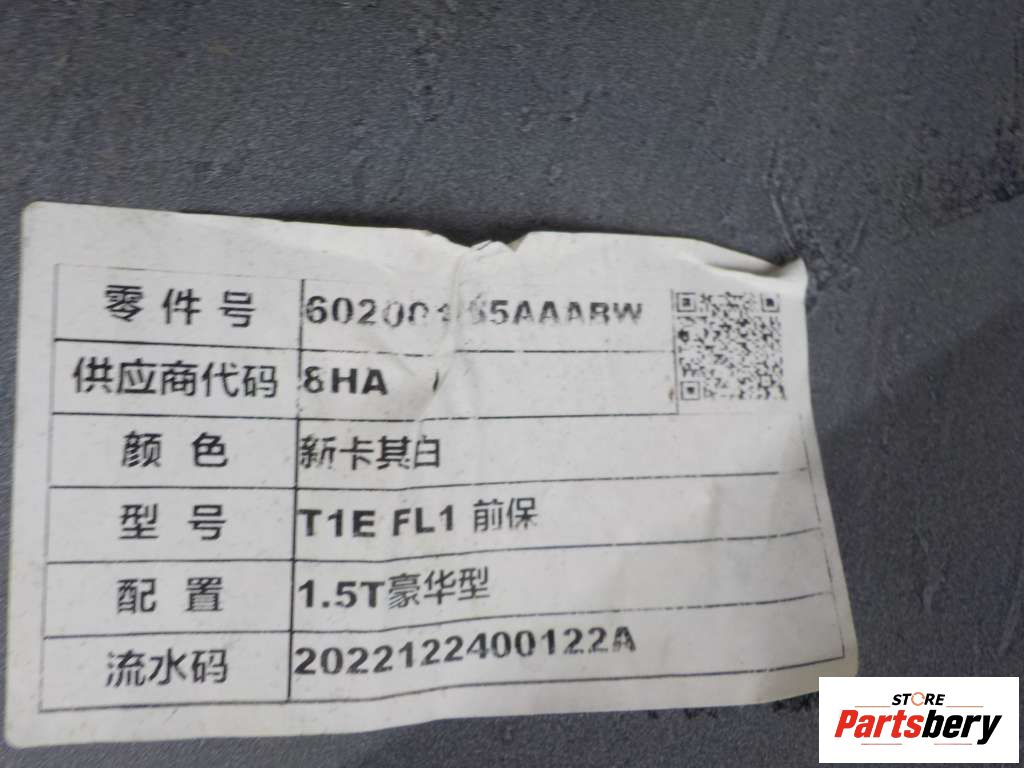 零件号
供应商代码 8HA
颜色 新卡其白
型号 T1E FL1 前保
配置 1.5T豪华型
流水码 2022122400122A
STORE
Partsbery